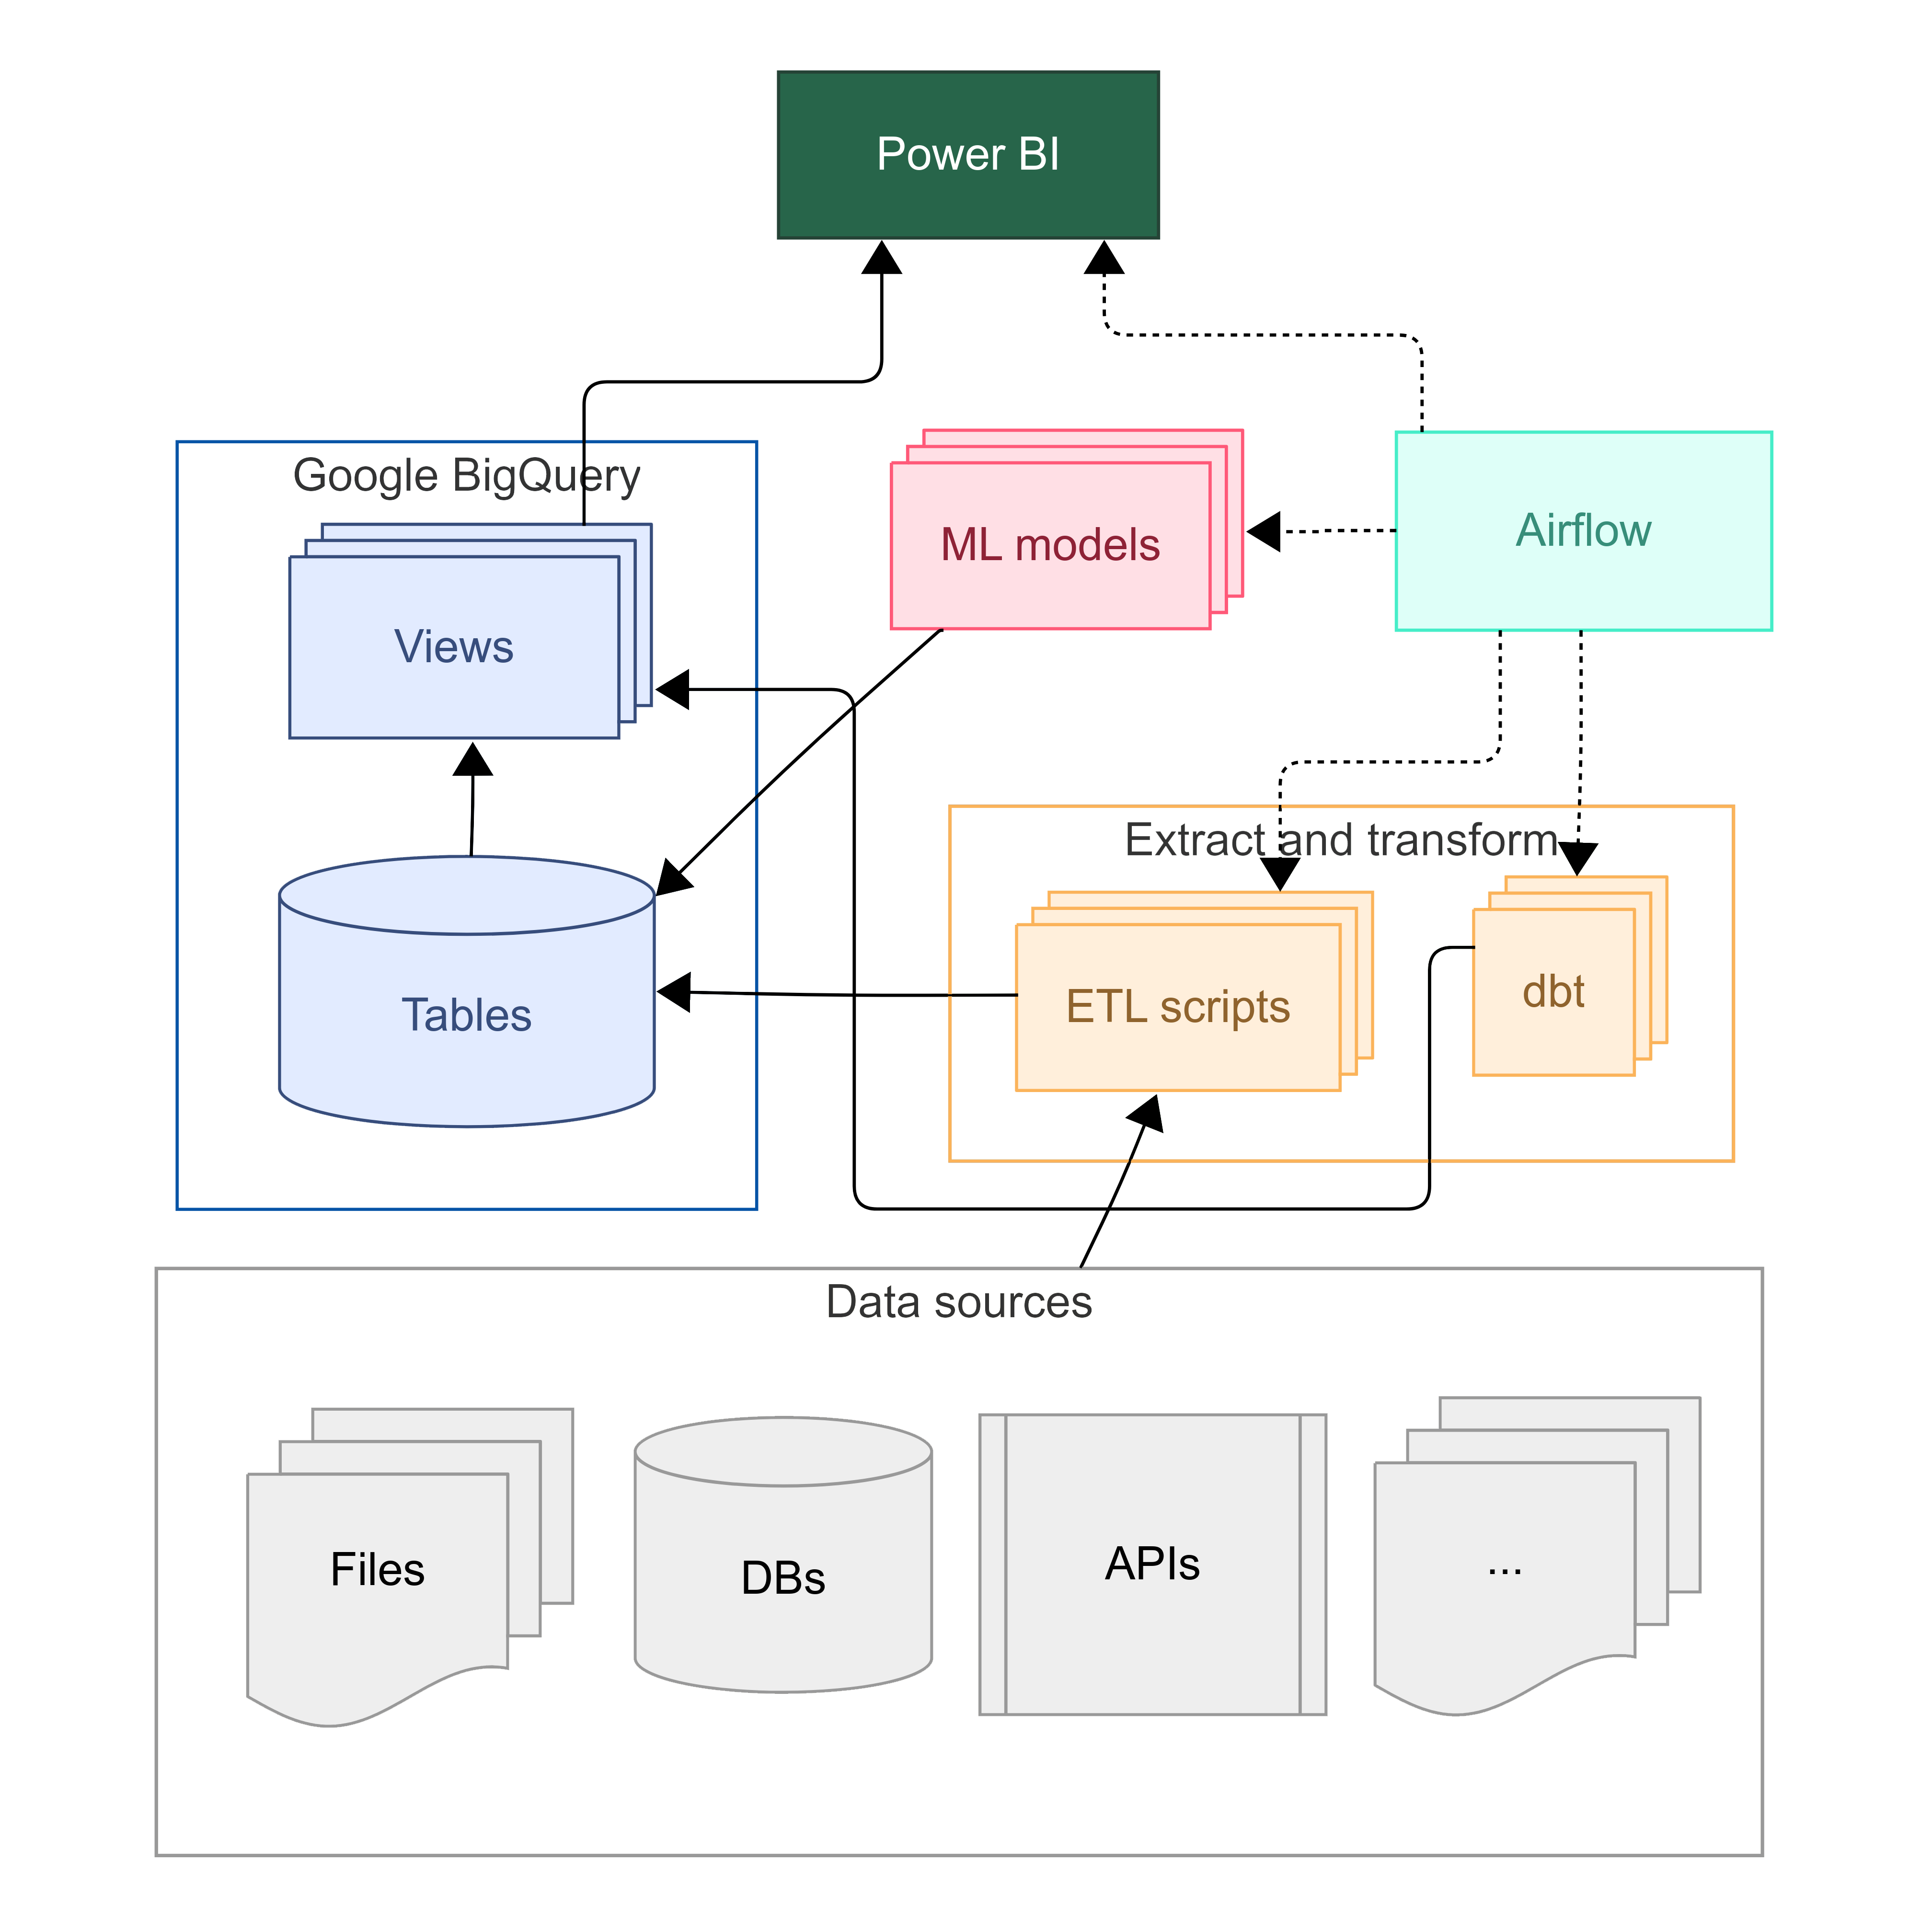 Power BI
Google BigQuery
ML models
Airflow
Views
Extract and transform
Tables
ETL scripts
dbt
Data sources
Files
DBs
APIs
...